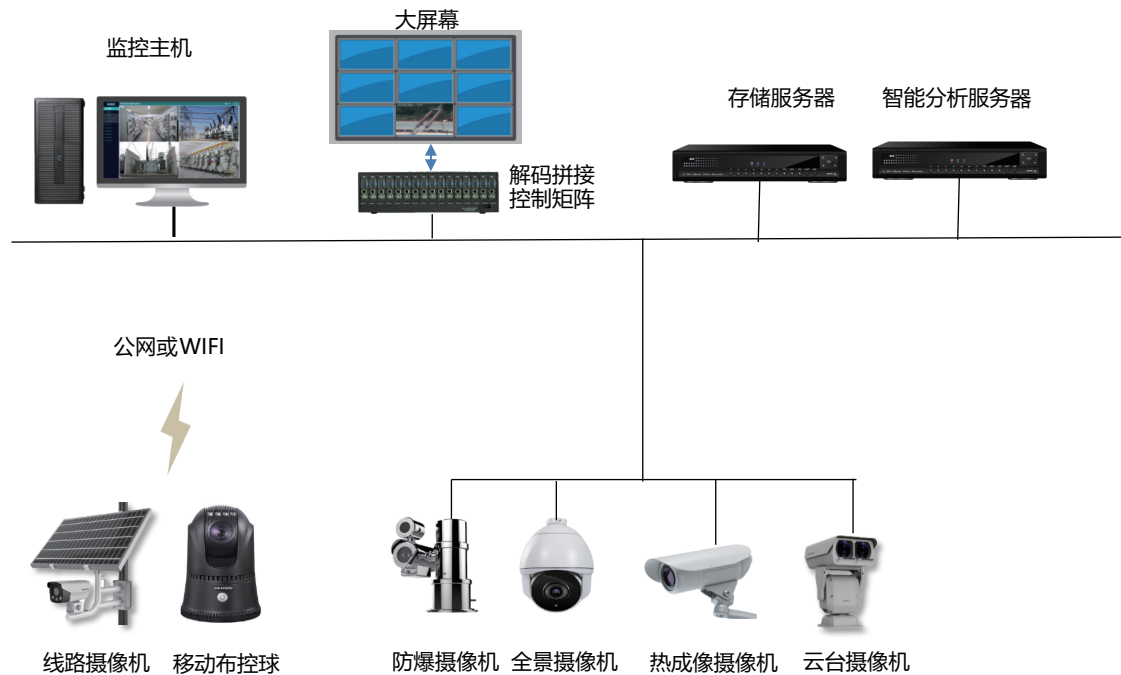 大屏幕
监控主机
存储服务器
智能分析服务器
解码拼接
控制矩阵
公网或WIFI
线路摄像机
移动布控球
防爆摄像机
全景摄像机
热成像摄像机
云台摄像机